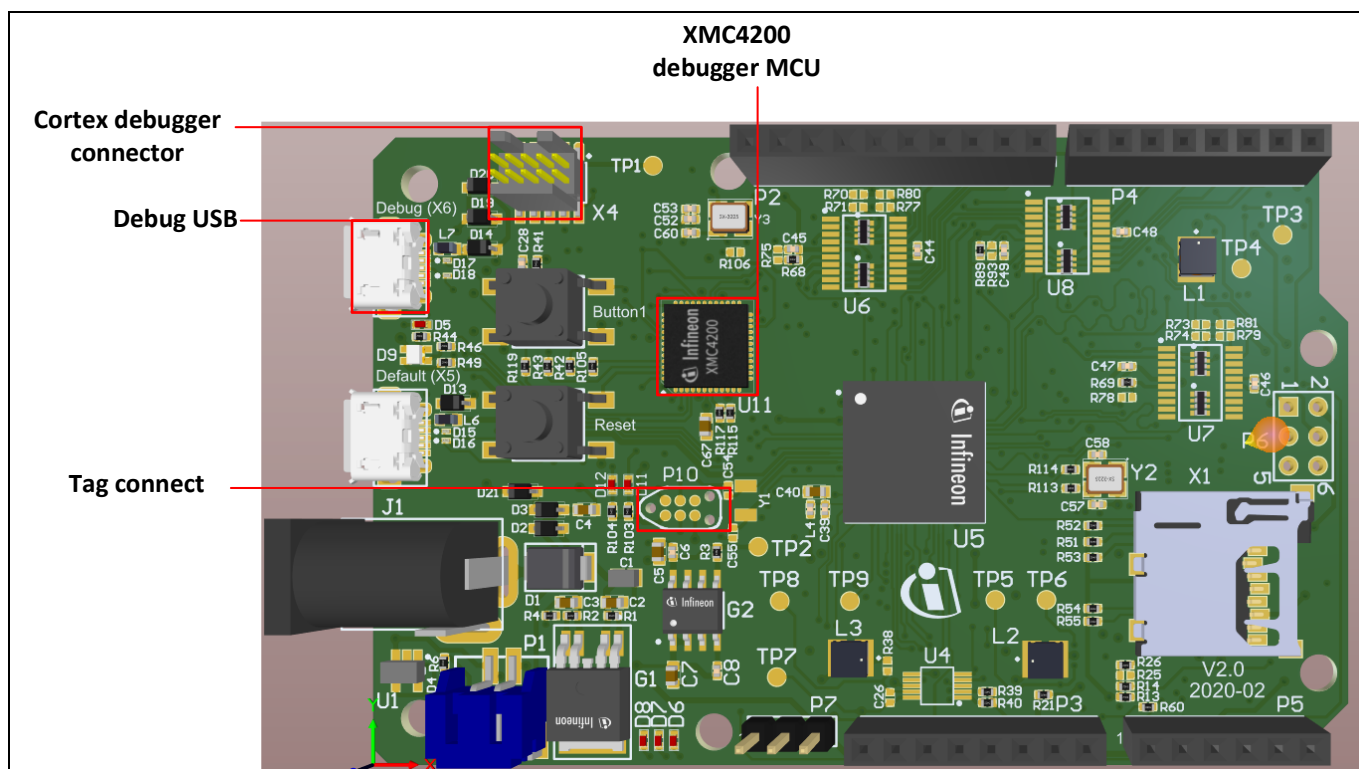 XMC4200
debugger MCU
Cortex debugger
connector
Debug USB
Tag connect
TP1
X4
D20
D19
D14
Debug (X6)
L7
D17
D18
C28
R41
C53
C52
C60
P2
Y3
R106
R75
C45
R68
R70
R71
R80
R77
C44
U6
R89
R93
C49
U8
P4
C48
TP3
TP4
L1
Button1
Infineon
XMC4200
U11
D5
R44
D9
R46
R49
Default (X5)
D13
L6
D15
D16
R119
R43
R42
R105
Reset
C67
R117
R115
C54
R73
R74
R81
R79
C47
R69
R78
C46
U7
1
2
P6
5
6
Infineon
U5
C58
R114
R113
Y2
C57
X1
R52
R51
R53
R54
R55
J1
D21
D3
D2
C4
D12
D11
R104
R103
P10
Y1
C40
L4
C39
C55
TP2
C5
C6
R3
C1
D1
C3
C2
R4
R2
R1
Infineon
G2
TP8
TP9
TP5
TP6
L3
R38
L2
U4
C26
R39
R40
R21
P3
TP7
C7
C8
G1
Infineon
P1
R6
D4
U1
D8
D7
D6
P7
R26
R25
R14
R13
R60
V2.0
2020-02
P5
1
Y
X